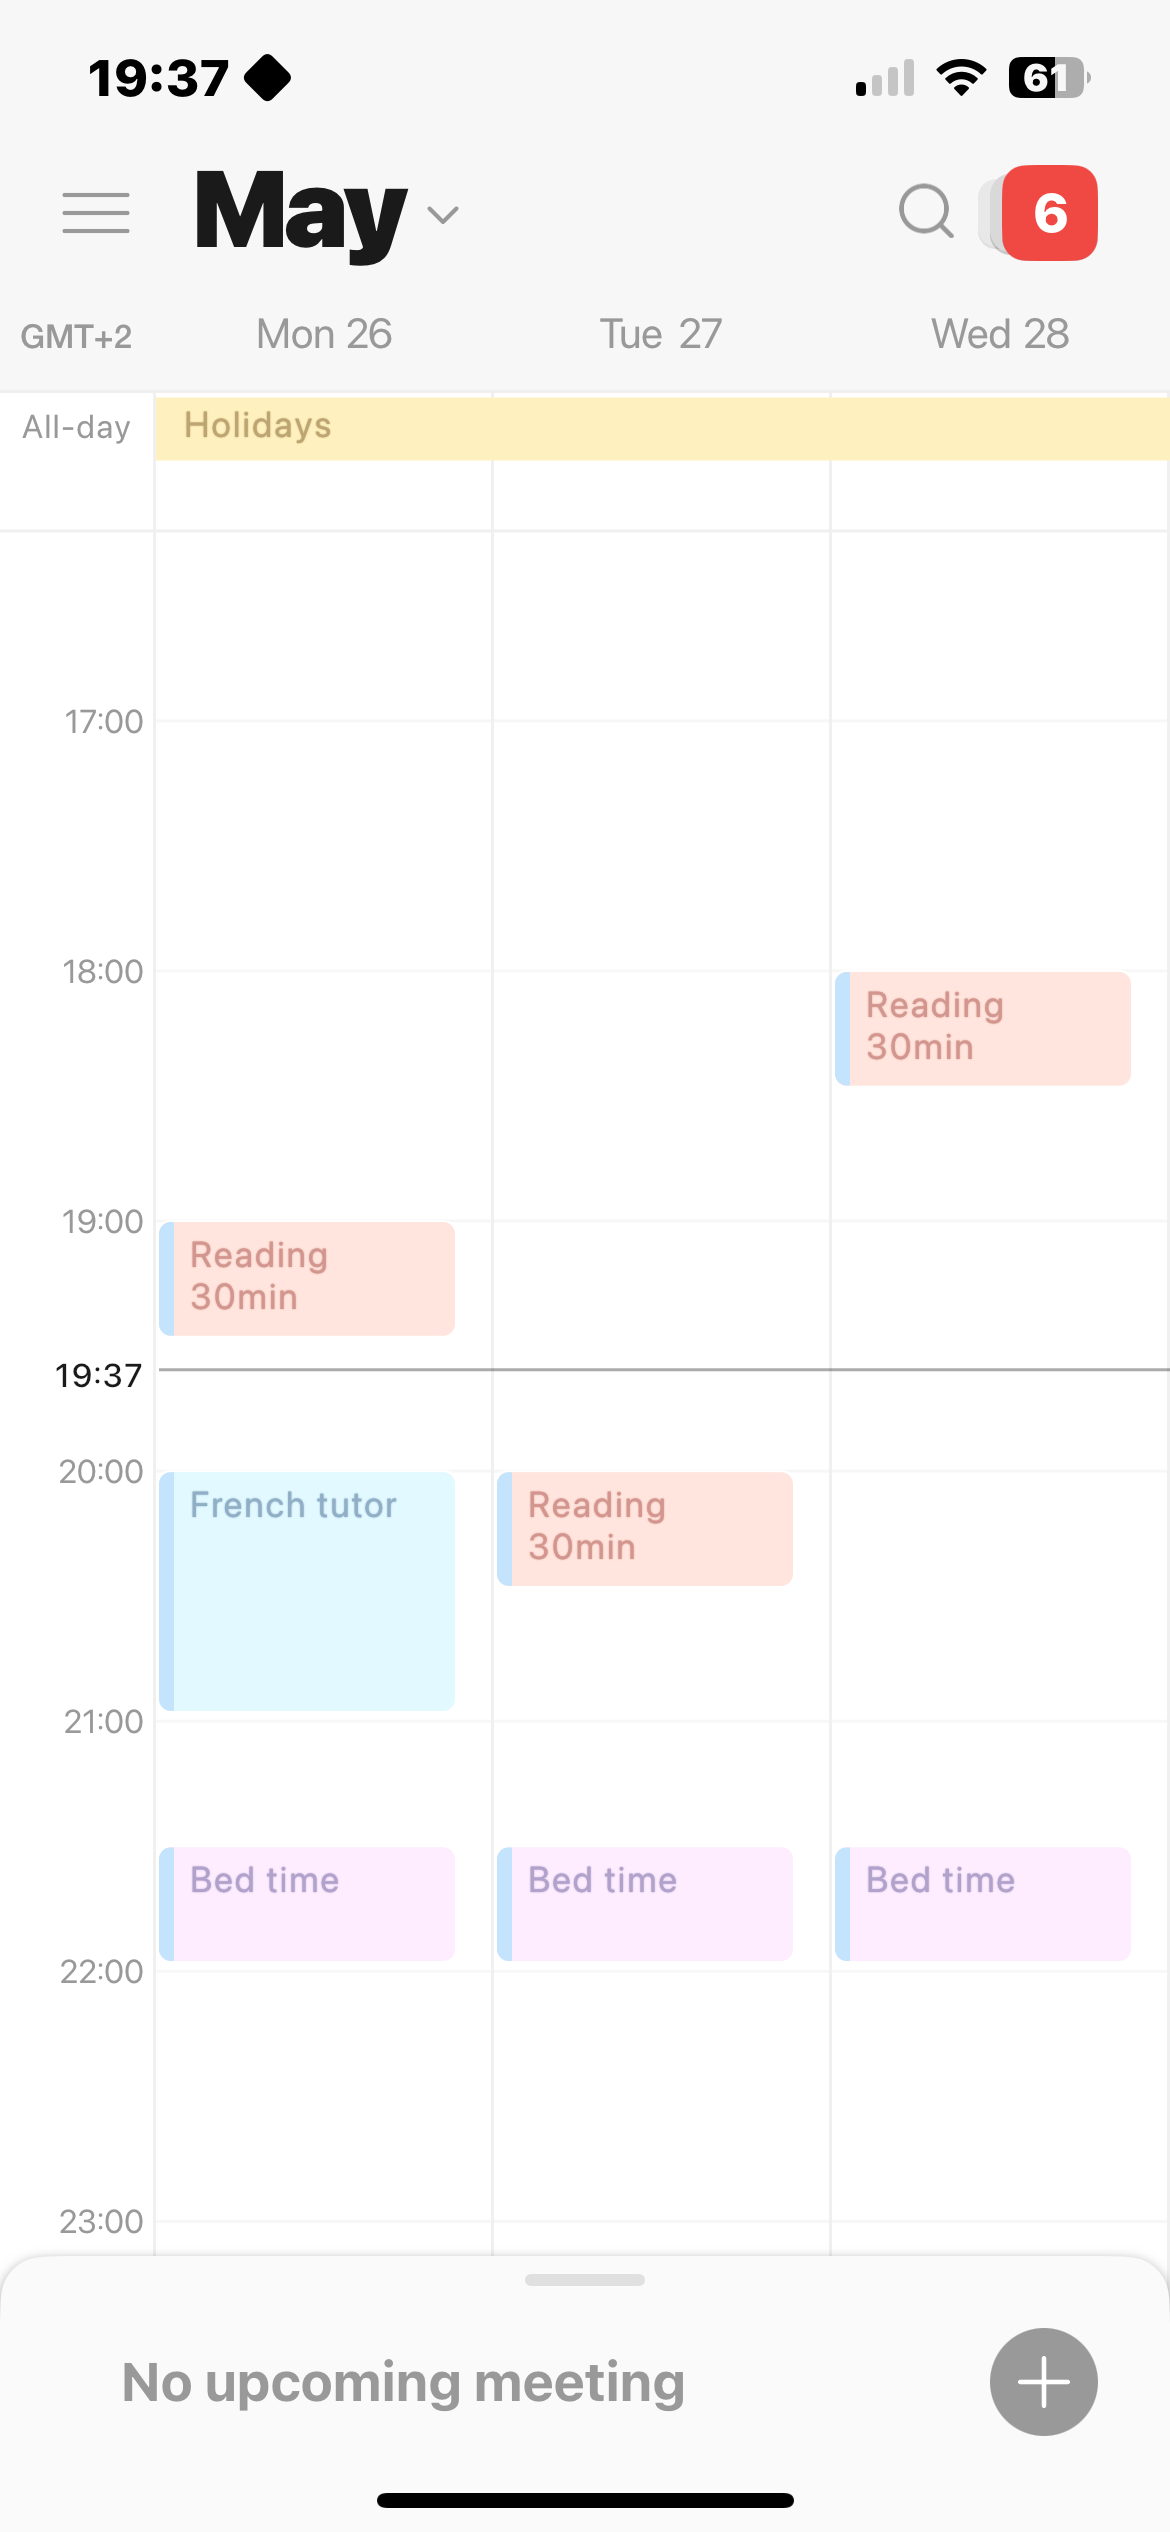 19:37
61
May
6
GMT+2 Mon 26 Tue 27 Wed 28
All-day Holidays
17:00
18:00
Reading
30min
19:00
Reading
30min
19:37
20:00
French tutor
Reading
30min
21:00
Bed time Bed time Bed time
22:00
23:00
No upcoming meeting